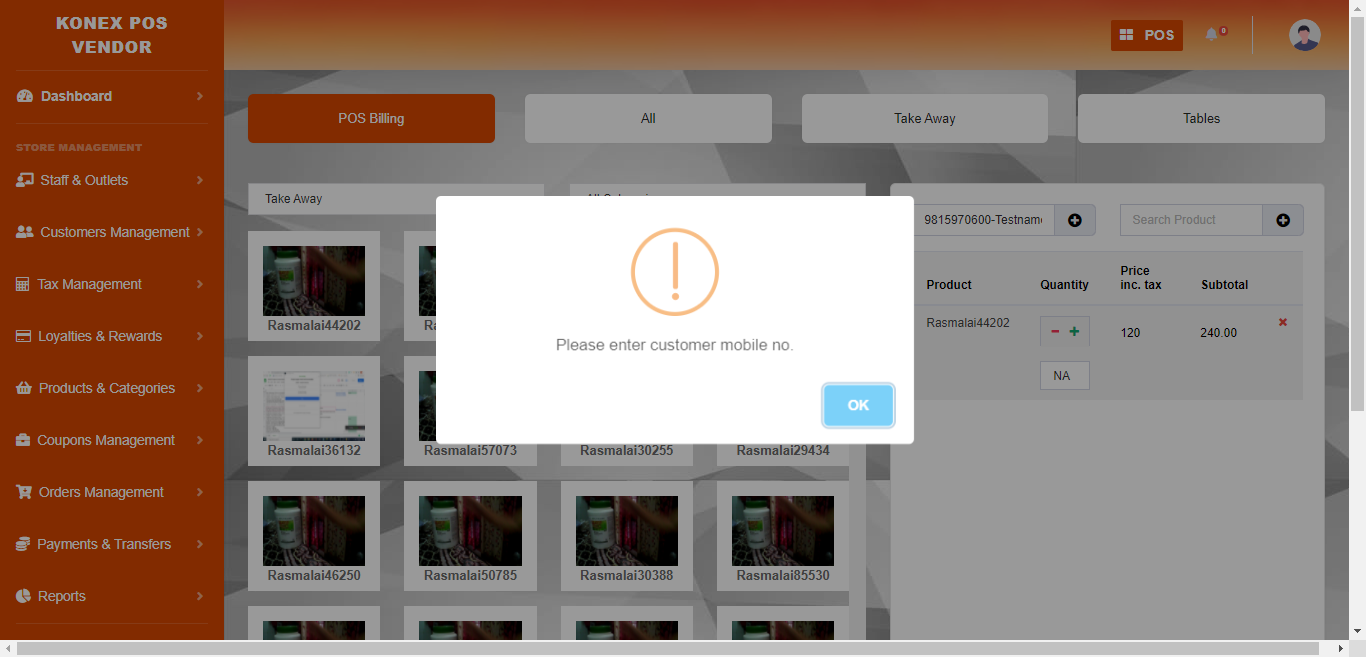 KONEX POS
VENDOR
POS
0
Dashboard
STORE MANAGEMENT
Staff & Outlets
Customers Management
Tax Management
Loyalties & Rewards
Products & Categories
Coupons Management
Orders Management
Payments & Transfers
Reports
POS Billing
All
Take Away
Tables
Take Away
Rasmalai44202
Rasmalai36132
Rasmalai57073
Rasmalai30255
Rasmalai29434
Rasmalai46250
Rasmalai50785
Rasmalai30388
Rasmalai85530
Please enter customer mobile no.
OK
9815970600-Testname
Search Product
Product
Quantity
Price
inc. tax
Subtotal
Rasmalai44202
120
240.00
NA